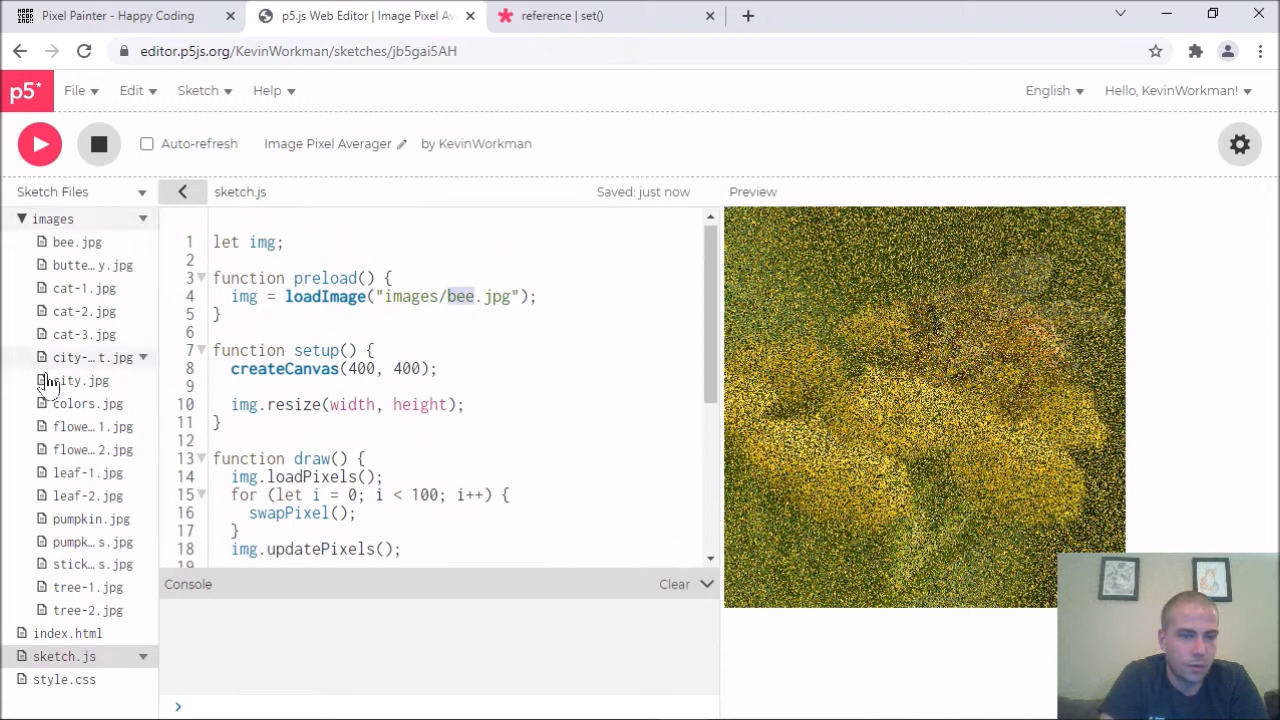 Pixel Painter - Happy Coding
p5.js Web Editor | Image Pixel Av
reference | set()
editor.p5js.org/KevinWorkman/sketches/jb5gai5AH
p5*
File
Edit
Sketch
Help
English
Hello, KevinWorkman!
Auto-refresh
Image Pixel Averager
by KevinWorkman
Sketch Files
sketch.js
Saved: just now
Preview
images
bee.jpg
butte…y.jpg
cat-1.jpg
cat-2.jpg
cat-3.jpg
city-…t.jpg
city.jpg
colors.jpg
flowe…1.jpg
flowe…2.jpg
leaf-1.jpg
leaf-2.jpg
pumpkin.jpg
pumpk…s.jpg
stick…s.jpg
tree-1.jpg
tree-2.jpg
index.html
sketch.js
style.css
1 let img;
2
3 function preload() {
4 img = loadImage("images/bee.jpg");
5 }
6
7 function setup() {
8 createCanvas(400, 400);
9
10 img.resize(width, height);
11 }
12
13 function draw() {
14 img.loadPixels();
15 for (let i = 0; i < 100; i++) {
16 swapPixel();
17 }
18 img.updatePixels();
Console
Clear
>